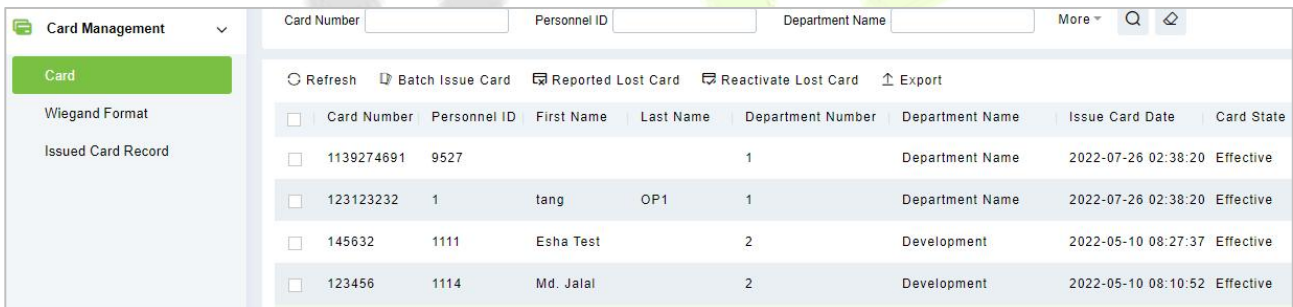 Card Management
Card
Wiegand Format
Issued Card Record
Card Number Personnel ID Department Name More
Refresh Batch Issue Card Reported Lost Card Reactivate Lost Card Export
Card Number Personnel ID First Name Last Name Department Number Department Name Issue Card Date Card State
1139274691 9527 1 Department Name 2022-07-26 02:38:20 Effective
123123232 1 tang OP1 1 Department Name 2022-07-26 02:38:20 Effective
145632 1111 Esha Test 2 Development 2022-05-10 08:27:37 Effective
123456 1114 Md. Jalal 2 Development 2022-05-10 08:10:52 Effective